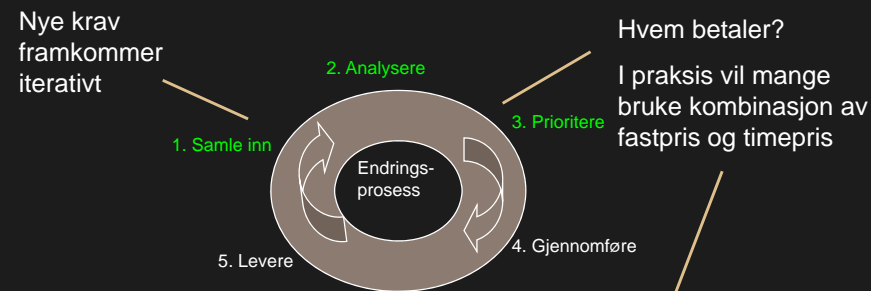 Nye krav
framkommer
iterativt
Hvem betaler?
I praksis vil mange
bruke kombinasjon av
fastpris og timepris
2. Analysere
3. Prioritere
1. Samle inn
Endrings-
prosess
4. Gjennomføre
5. Levere